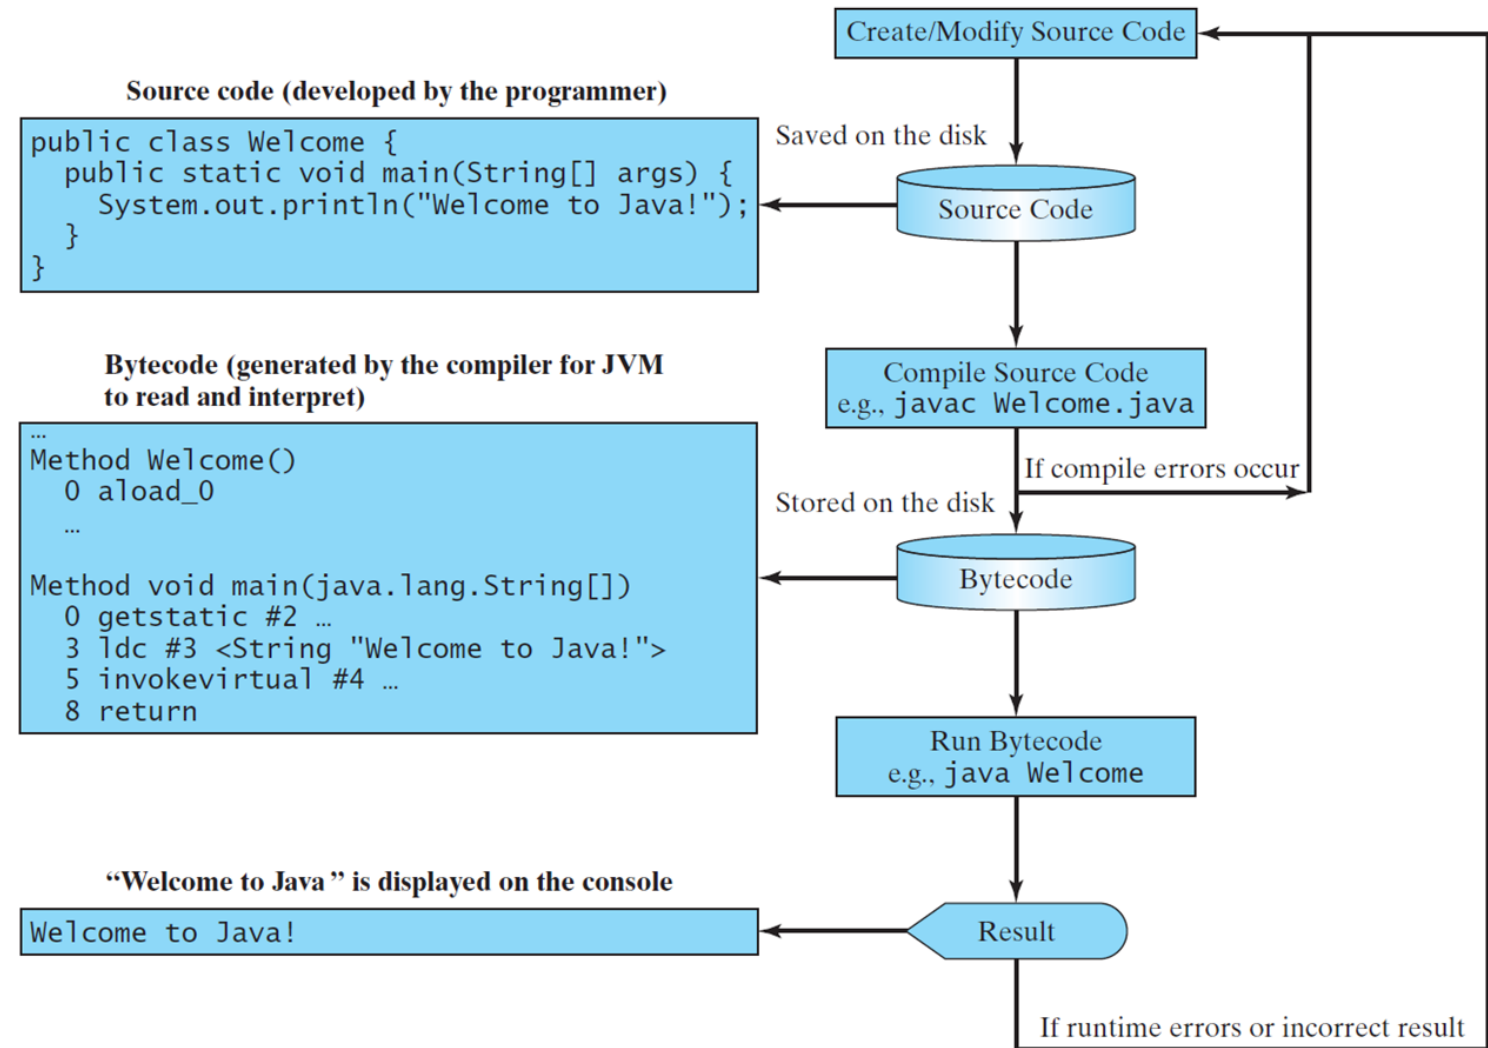 Create/Modify Source Code
Source code (developed by the programmer)
public class Welcome {
  public static void main(String[] args) {
    System.out.println("Welcome to Java!");
  }
}
Saved on the disk
Source Code
Compile Source Code
e.g., javac Welcome.java
If compile errors occur
Bytecode (generated by the compiler for JVM
to read and interpret)
…
Method Welcome()
  0 aload_0
  …
Method void main(java.lang.String[])
  0 getstatic #2 …
  3 ldc #3 <String "Welcome to Java!">
  5 invokevirtual #4 …
  8 return
Stored on the disk
Bytecode
Run Bytecode
e.g., java Welcome
“Welcome to Java” is displayed on the console
Welcome to Java!
Result
If runtime errors or incorrect result